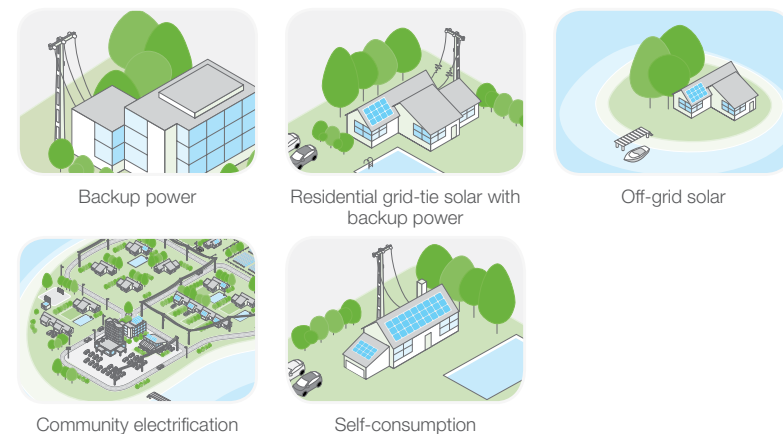 Backup power
Residential grid-tie solar with
backup power
Off-grid solar
Community electrification
Self-consumption